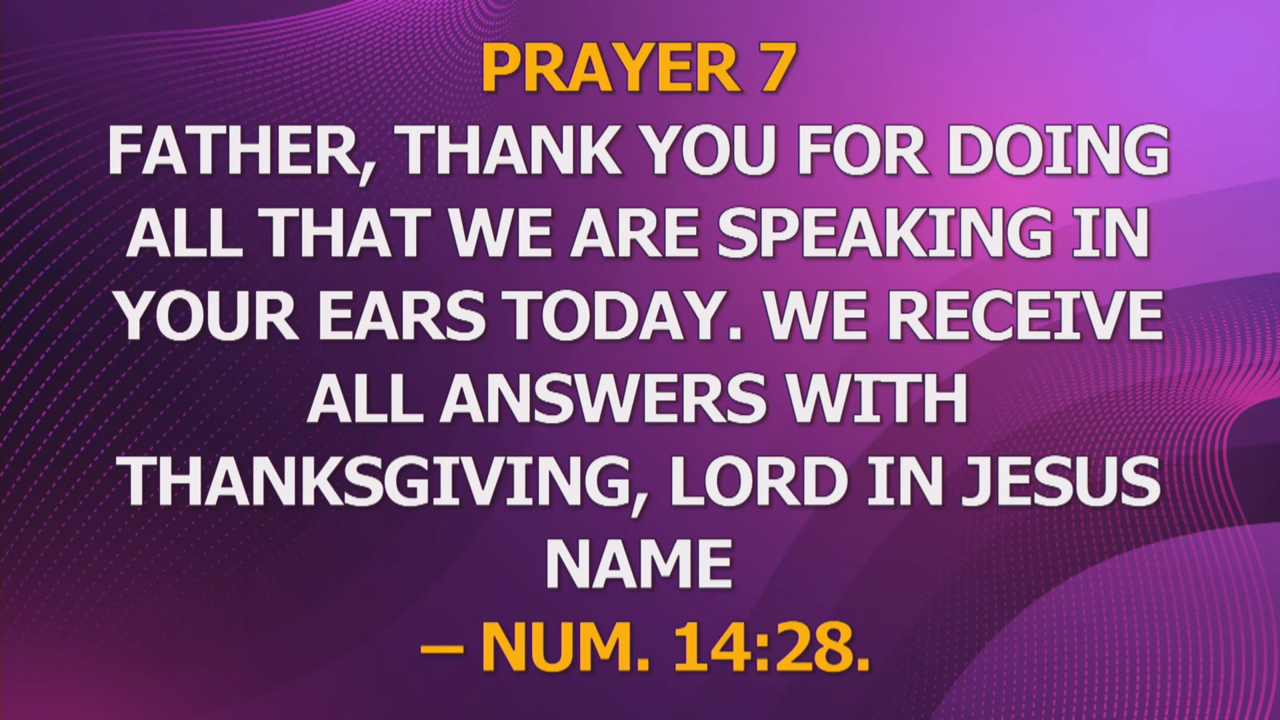 PRAYER 7
FATHER, THANK YOU FOR DOING
ALL THAT WE ARE SPEAKING IN
YOUR EARS TODAY. WE RECEIVE
ALL ANSWERS WITH
THANKSGIVING, LORD IN JESUS
NAME
– NUM. 14:28.